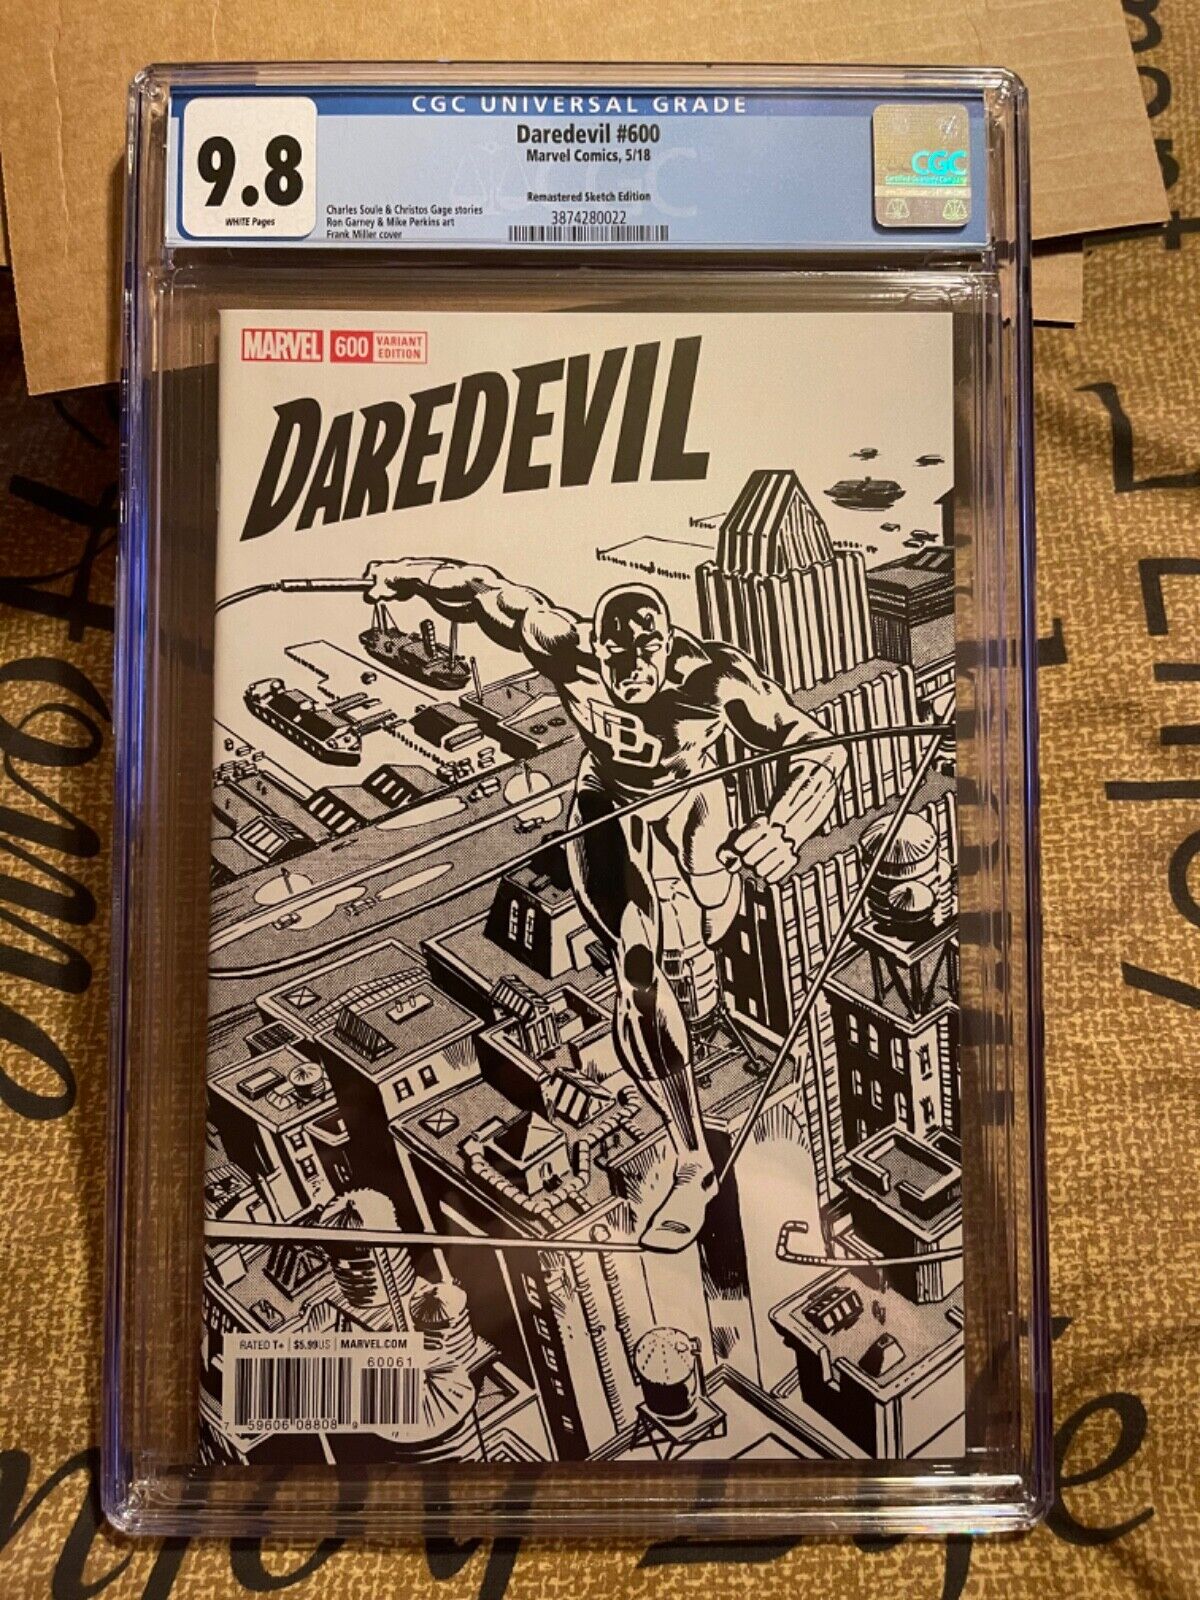 CGC UNIVERSAL GRADE
9.8
WHITE Pages
Daredevil #600
Marvel Comics, 5/18
Remastered Sketch Edition
3874280022
Charles Soule & Christos Gage stories
Ron Garney & Mike Perkins art
Frank Miller cover
CGC
MARVEL 600 VARIANT
EDITION
DAREDEVIL
DD
RATED T+ $5.99US MARVEL.COM
60061
7 59606 08808 9